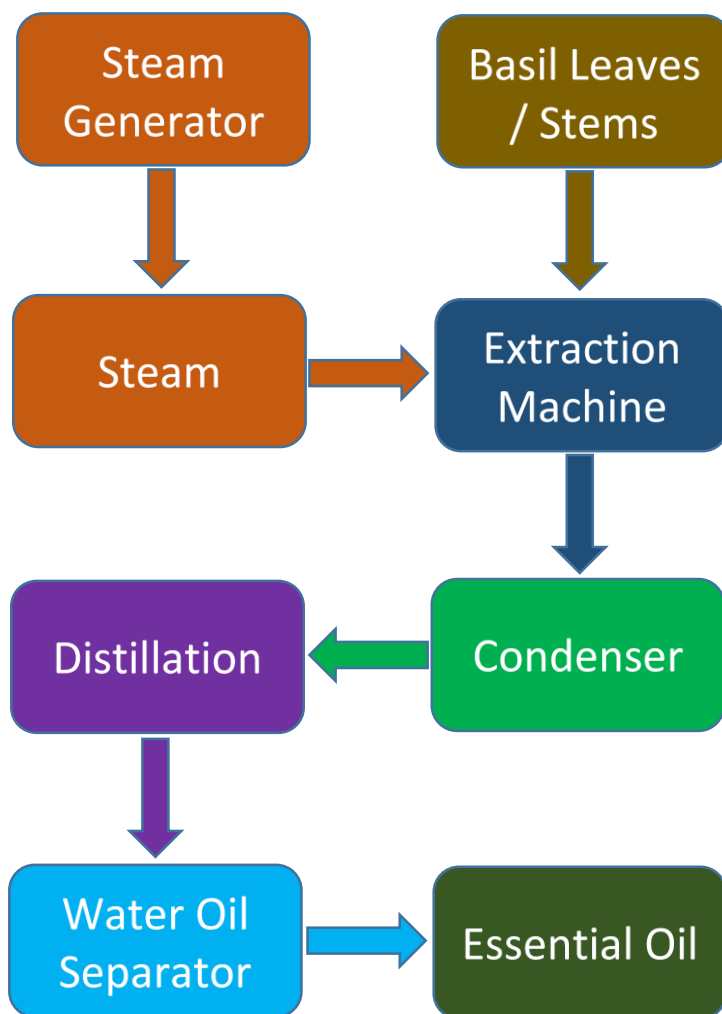 Steam
Generator
Basil Leaves
/ Stems
Steam
Extraction
Machine
Distillation
Condenser
Water Oil
Separator
Essential Oil